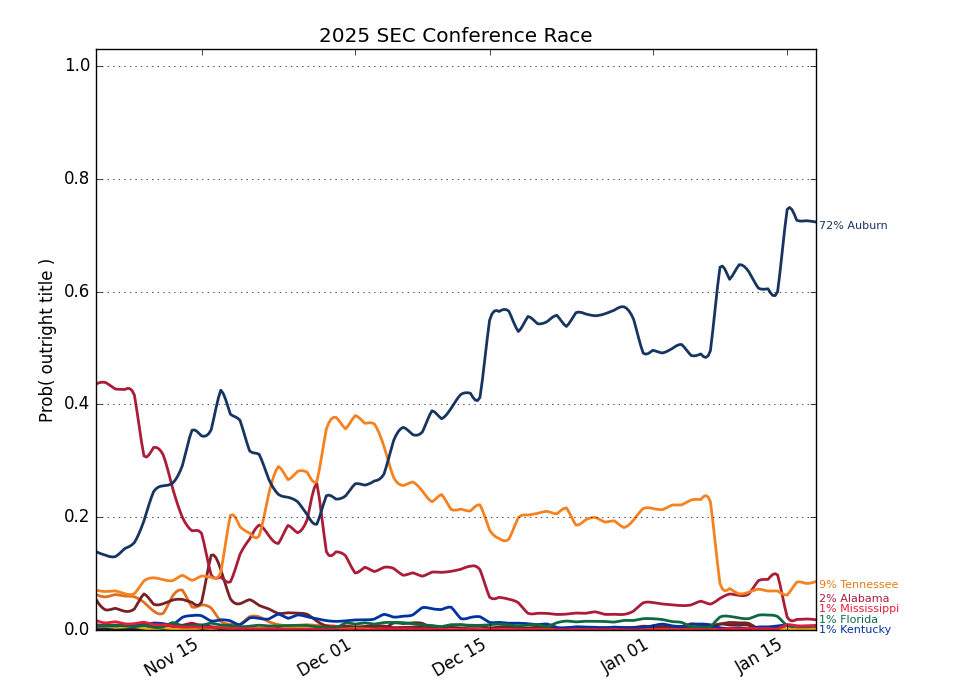 2025 SEC Conference Race
Prob( outright title )
1.0
0.8
0.6
0.4
0.2
0.0
Nov 15
Dec 01
Dec 15
Jan 01
Jan 15
72% Auburn
9% Tennessee
2% Alabama
1% Mississippi
1% Florida
1% Kentucky